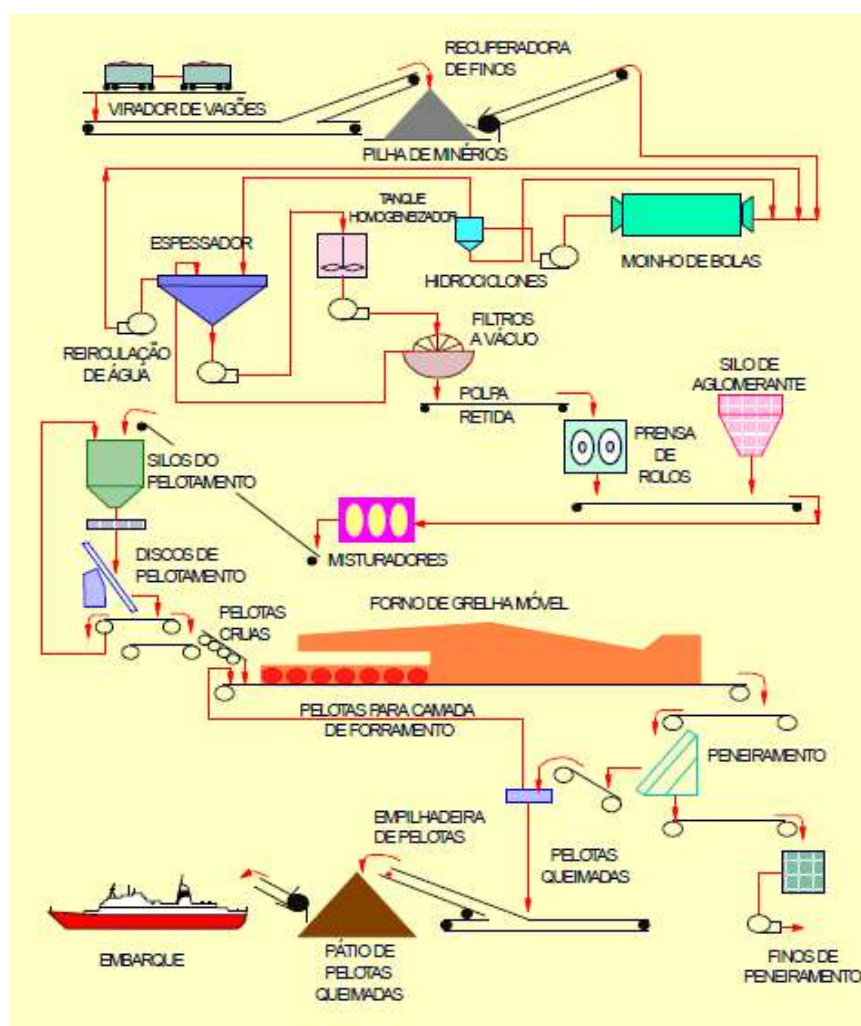 RECUPERADORA
DE FINOS
VIRADOR DE VAGÕES
PILHA DE MINÉRIOS
TANQUE
HOMOGENEIZADOR
ESPESSADOR
HIDROCICLONES
MOINHO DE BOLAS
REIRCULAÇÃO
DE ÁGUA
FILTROS
A VÁCUO
SILO DE
AGLOMERANTE
POLPA
RETIDA
PRENSA
DE
ROLOS
SILOS DO
PELOTAMENTO
MISTURADORES
DISCOS DE
PELOTAMENTO
PELOTAS
CRUAS
FORNO DE GRELHA MÓVEL
PELOTAS PARA CAMADA
DE FORRAMENTO
PENEIRAMENTO
EMPILHADEIRA
DE PELOTAS
PELOTAS
QUEIMADAS
EMBARQUE
PÁTIO DE
PELOTAS
QUEIMADAS
FINOS DE
PENEIRAMENTO